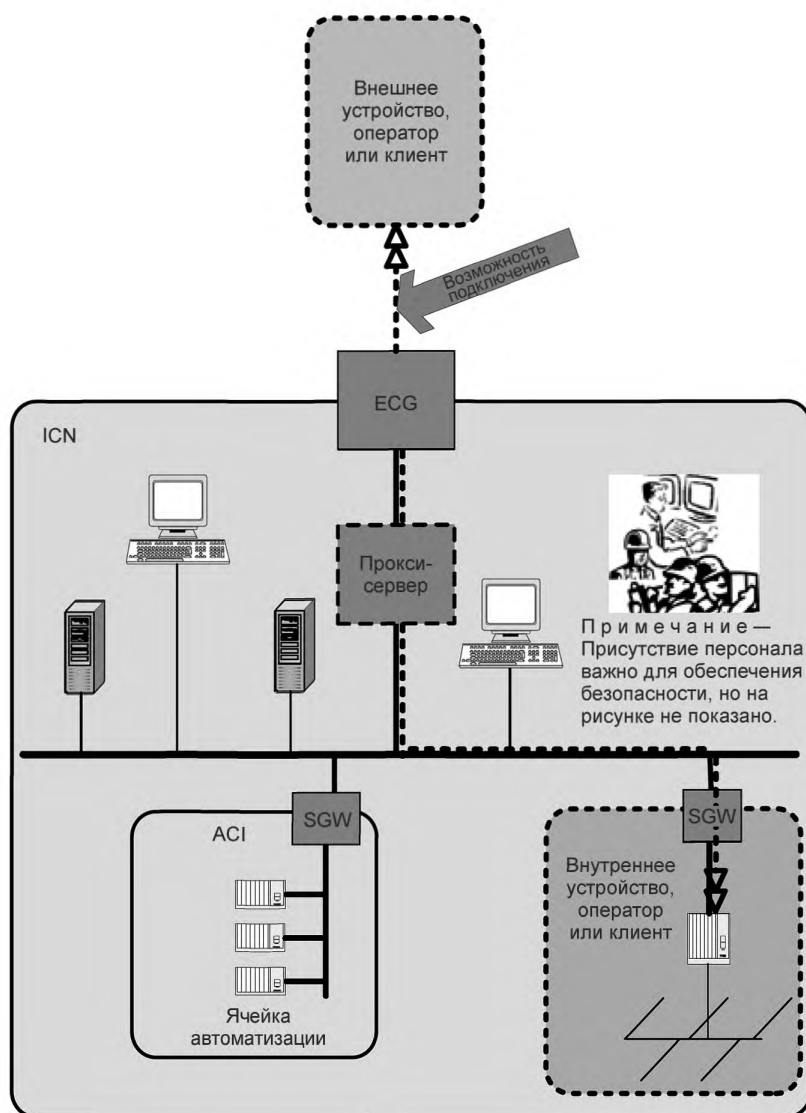 Внешнее
устройство,
оператор
или клиент
Возможность
подключения
ECG
ICN
Прокси-
сервер
П р и м е ч а н и е —
Присутствие персонала
важно для обеспечения
безопасности, но на
рисунке не показано.
SGW
ACI
SGW
Внутреннее
устройство,
оператор
или клиент
Ячейка
автоматизации